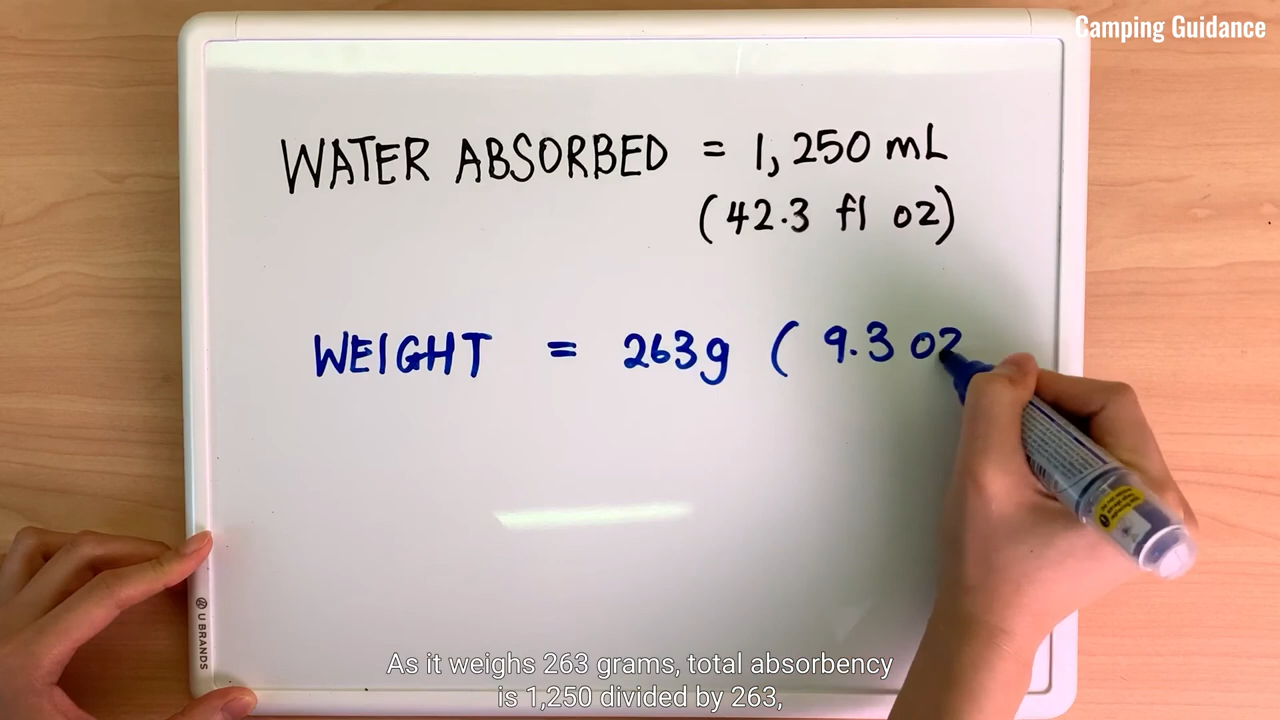 Camping Guidance
WATER ABSORBED = 1,250 mL
(42.3 fl oz)
WEIGHT = 263g ( 9.3 oz
U BRANDS
As it weighs 263 grams, total absorbency
is 1,250 divided by 263,